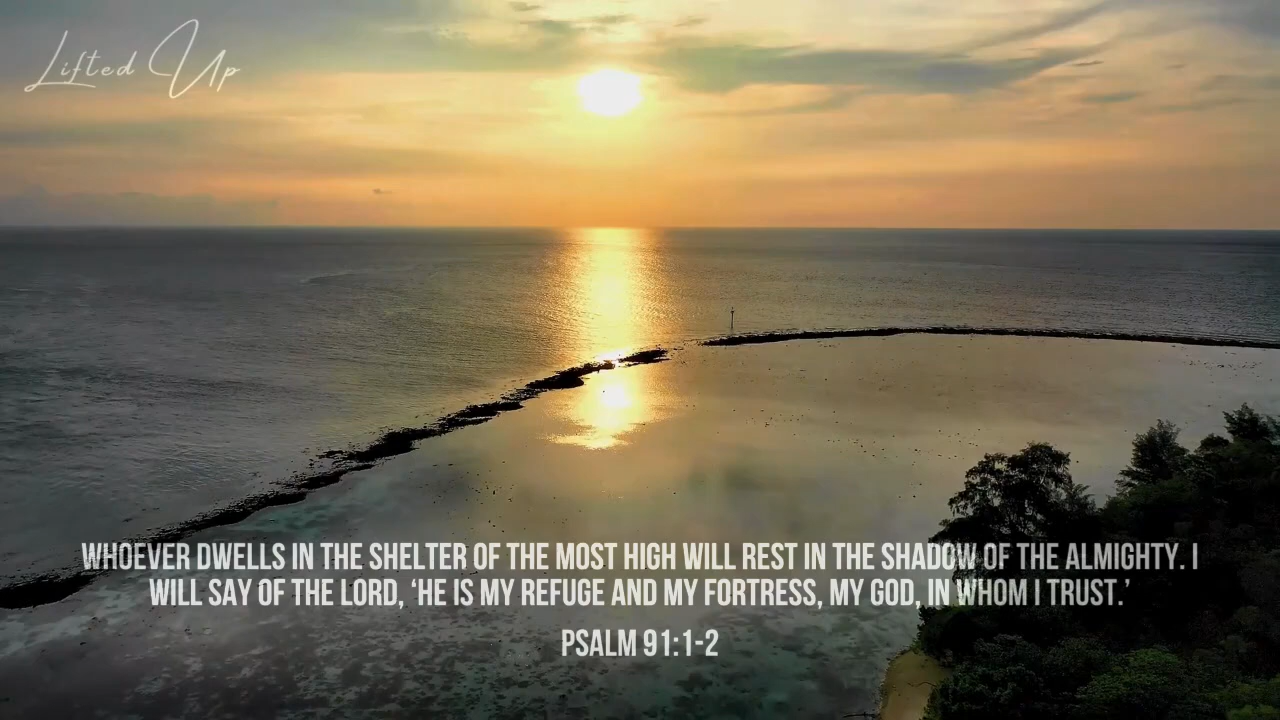 Lifted Up
WHOEVER DWELLS IN THE SHELTER OF THE MOST HIGH WILL REST IN THE SHADOW OF THE ALMIGHTY. I
WILL SAY OF THE LORD, ‘HE IS MY REFUGE AND MY FORTRESS, MY GOD, IN WHOM I TRUST.’
PSALM 91:1-2